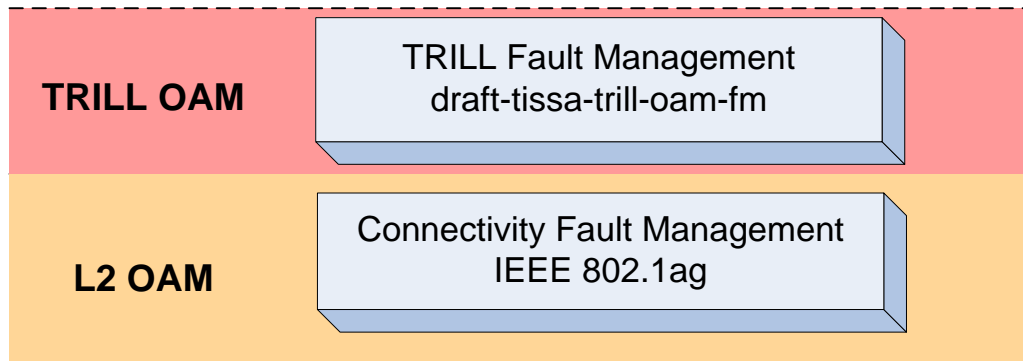 TRILL OAM
TRILL Fault Management
draft-tissa-trill-oam-fm
L2 OAM
Connectivity Fault Management
IEEE 802.1ag